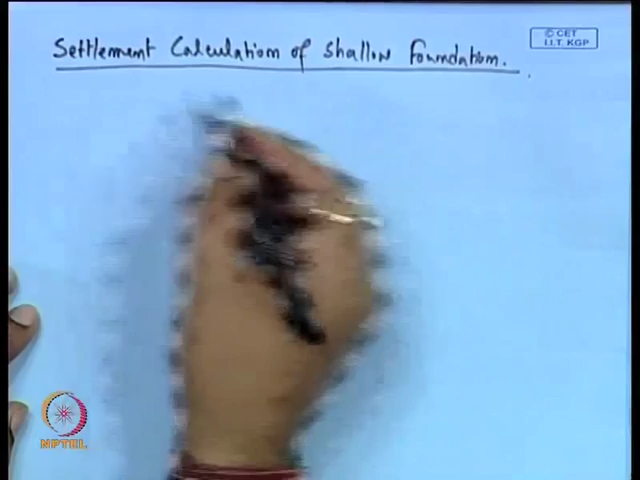 Settlement Calculation of Shallow Foundation.
© CET
I.I.T. KGP
NPTEL